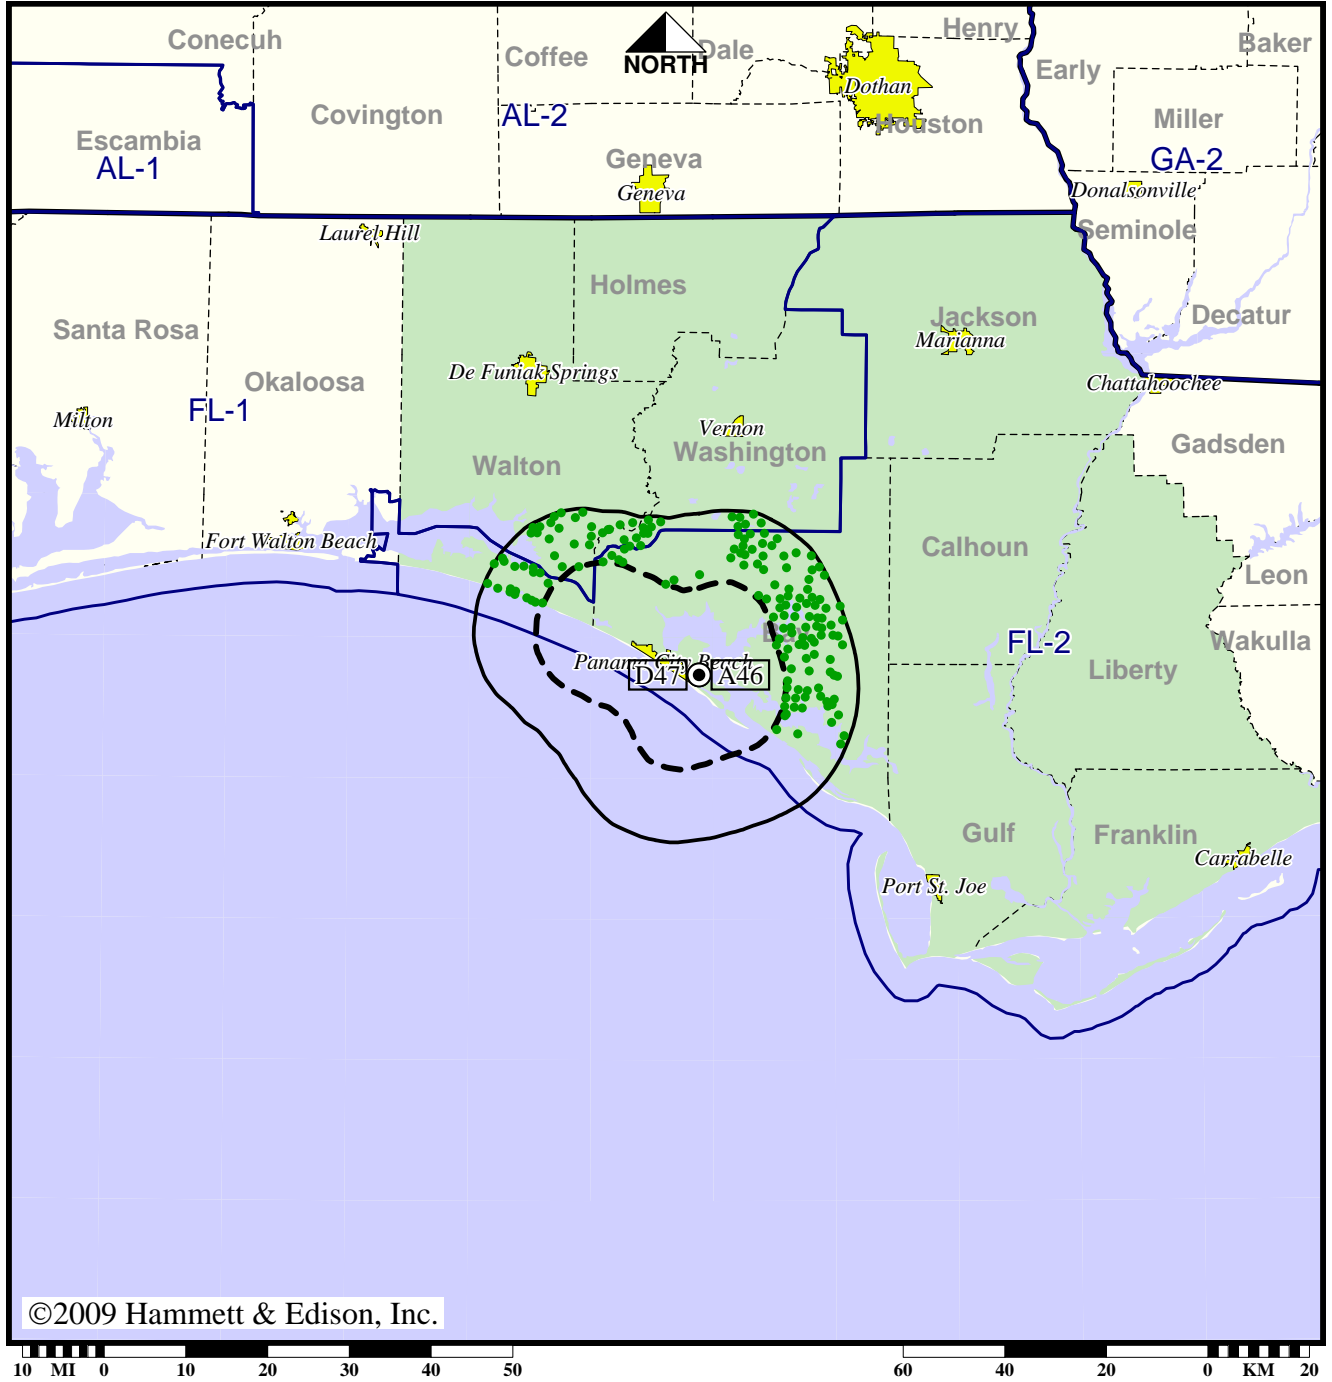 Conecuh
Coffee
NORTH
Dale
Henry
Baker
Early
Dothan
Covington
AL-2
Houston
Miller
Escambia
AL-1
Geneva
GA-2
Geneva
Donalsonville
Laurel Hill
Seminole
Holmes
Santa Rosa
Jackson
Decatur
Marianna
De Funiak Springs
Okaloosa
Chattahoochee
FL-1
Milton
Vernon
Washington
Gadsden
Walton
Fort Walton Beach
Calhoun
Leon
Bay
FL-2
Wakulla
Panama City Beach
Liberty
D47
A46
Gulf
Franklin
Carrabelle
Port St. Joe
©2009 Hammett & Edison, Inc.
10 MI 0 10 20 30 40 50 60 40 20 0 KM 20